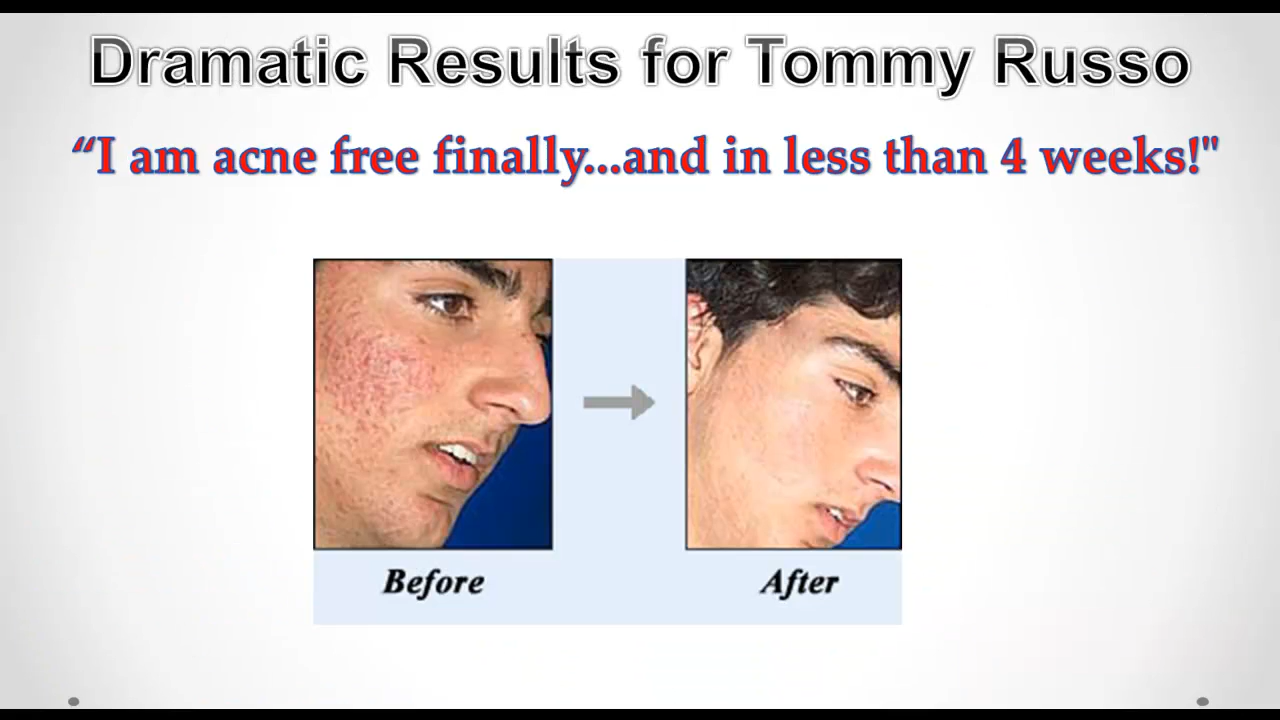 Dramatic Results for Tommy Russo
“I am acne free finally...and in less than 4 weeks!"
Before
After